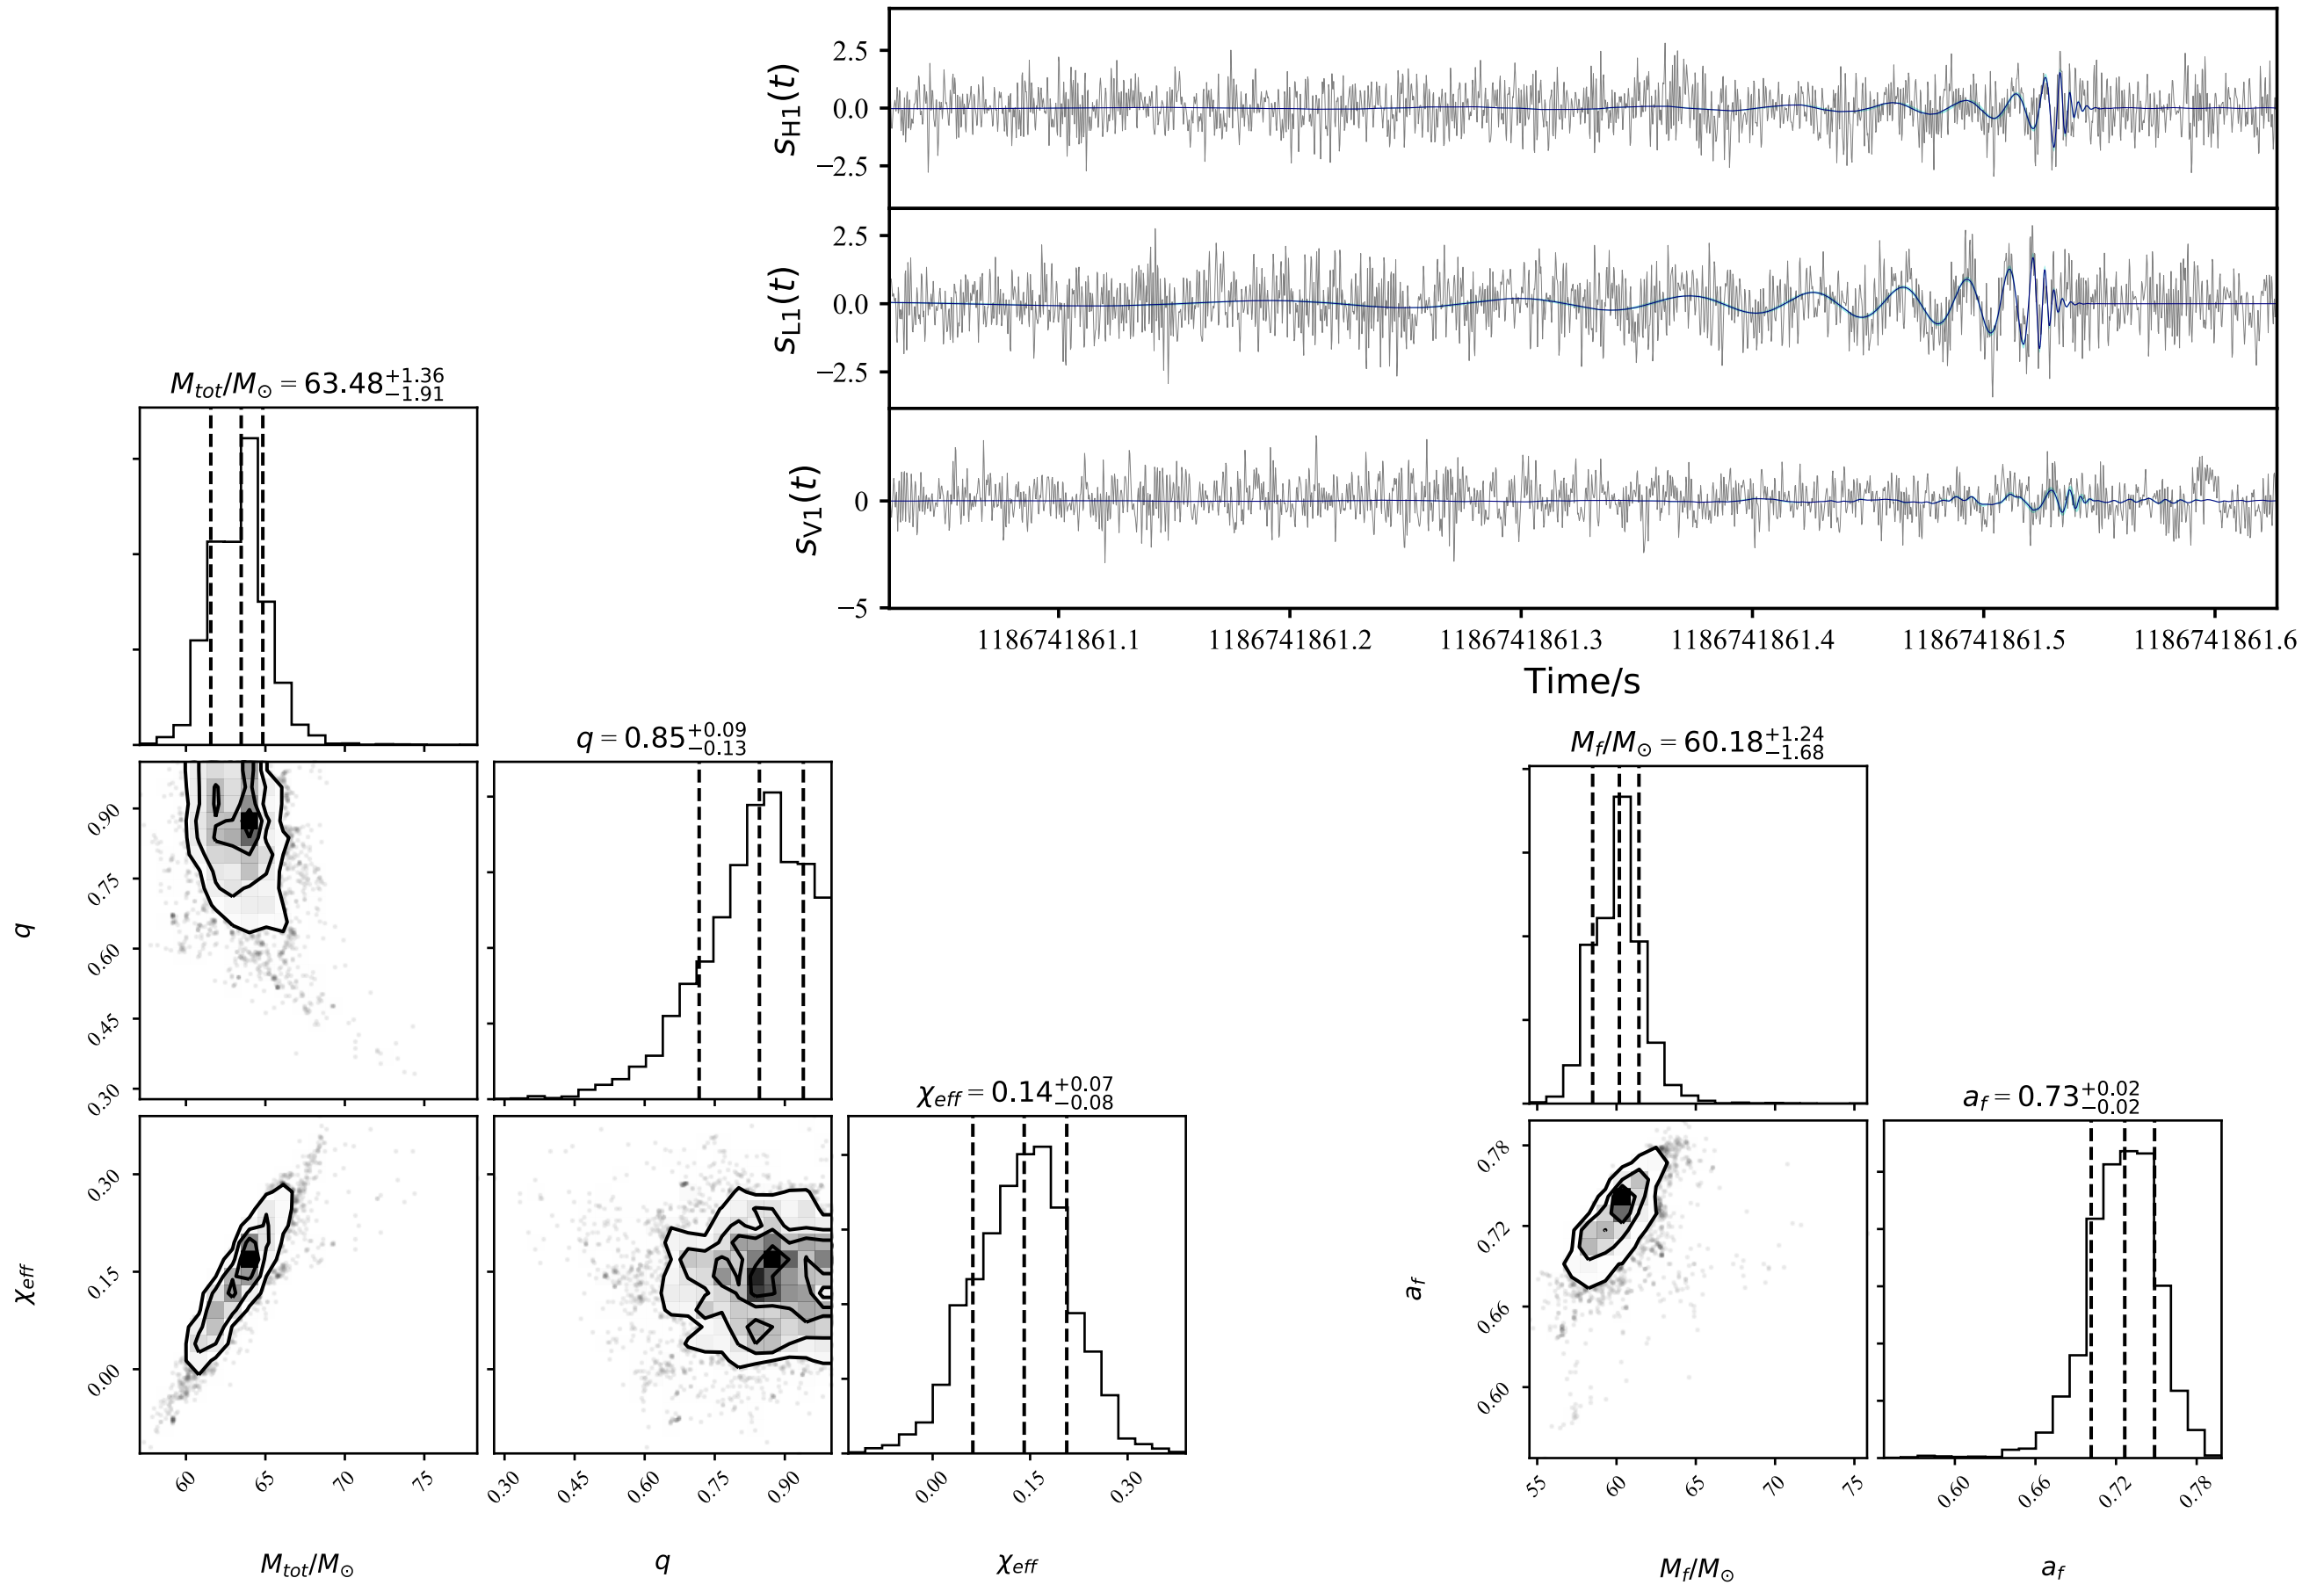 2.5
0.0
−2.5
s_H1(t)
2.5
0.0
−2.5
s_L1(t)
0
−5
s_V1(t)
1186741861.1 1186741861.2 1186741861.3 1186741861.4 1186741861.5 1186741861.6
Time/s
M_tot/M_⊙ = 63.48^{+1.36}_{−1.91}
q = 0.85^{+0.09}_{−0.13}
0.90
0.75
0.60
0.45
0.30
q
χ_eff = 0.14^{+0.07}_{−0.08}
0.30
0.15
0.00
χ_eff
60 65 70 75
0.30 0.45 0.60 0.75 0.90
0.00 0.15 0.30
M_tot/M_⊙
q
χ_eff
M_f/M_⊙ = 60.18^{+1.24}_{−1.68}
a_f = 0.73^{+0.02}_{−0.02}
0.78
0.72
0.66
0.60
a_f
55 60 65 70 75
0.60 0.66 0.72 0.78
M_f/M_⊙
a_f